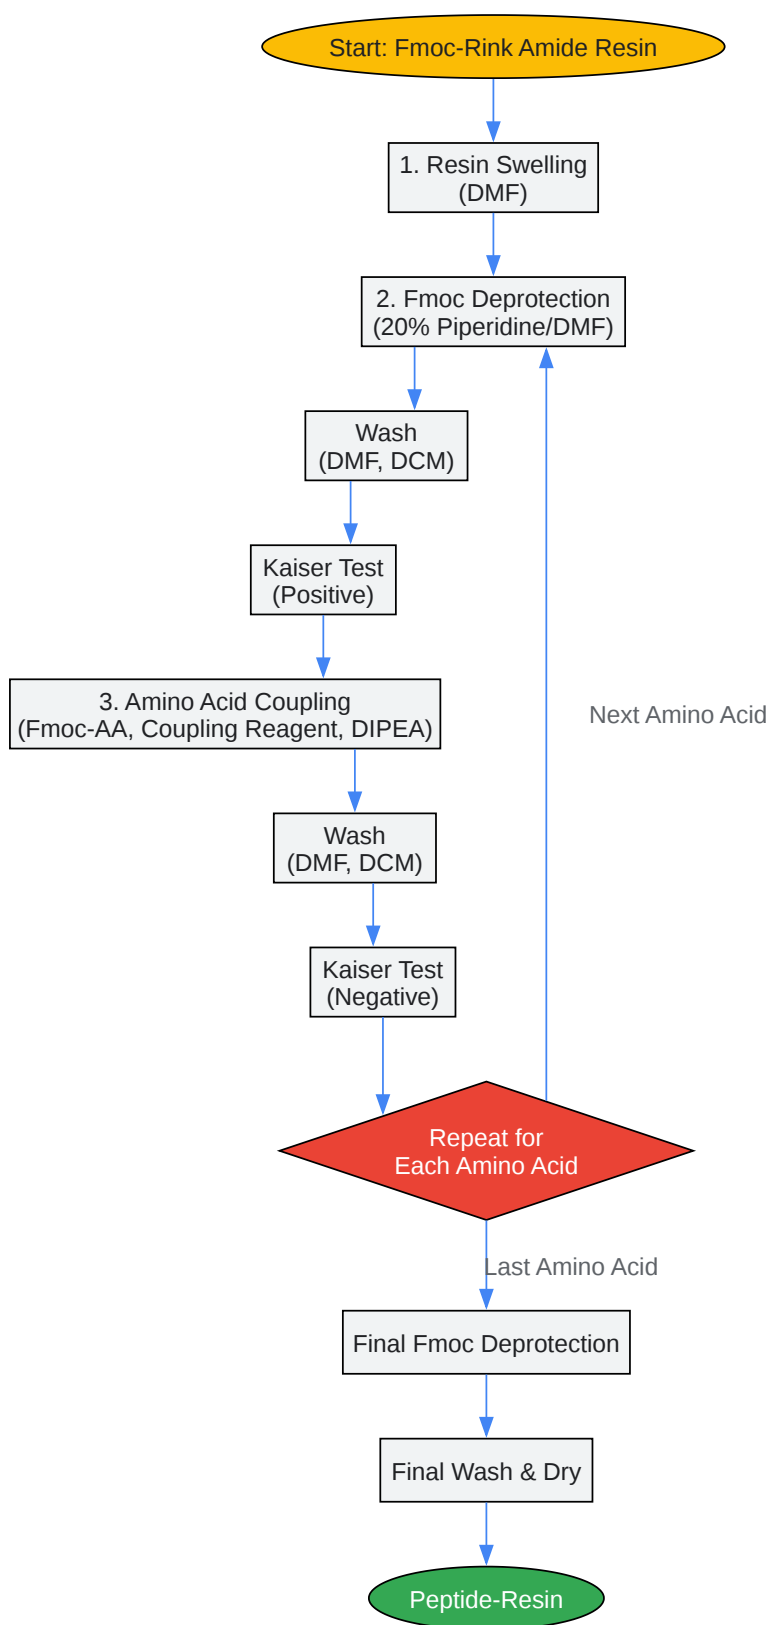 Start: Fmoc-Rink Amide Resin
1. Resin Swelling
(DMF)
2. Fmoc Deprotection
(20% Piperidine/DMF)
Wash
(DMF, DCM)
Kaiser Test
(Positive)
3. Amino Acid Coupling
(Fmoc-AA, Coupling Reagent, DIPEA)
Next Amino Acid
Wash
(DMF, DCM)
Kaiser Test
(Negative)
Repeat for
Each Amino Acid
Last Amino Acid
Final Fmoc Deprotection
Final Wash & Dry
Peptide-Resin